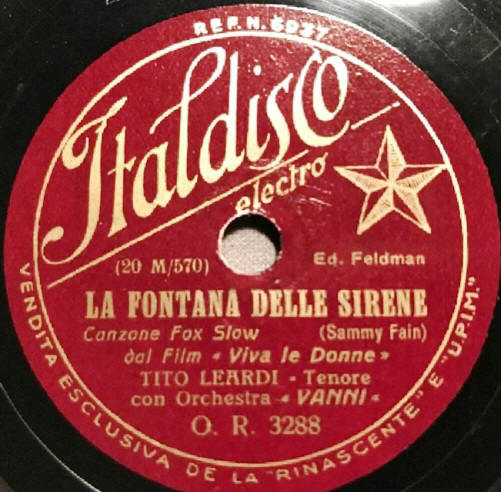 REF. N. 6937
Italdisco
electro
(20 M/570)
Ed. Feldman
LA FONTANA DELLE SIRENE
Canzone Fox Slow (Sammy Fain)
dal Film « Viva le Donne »
TITO LEARDI - Tenore
con Orchestra « VANNI «
O. R. 3288
VENDITA ESCLUSIVA DE LA "RINASCENTE" E "U.P.I.M."